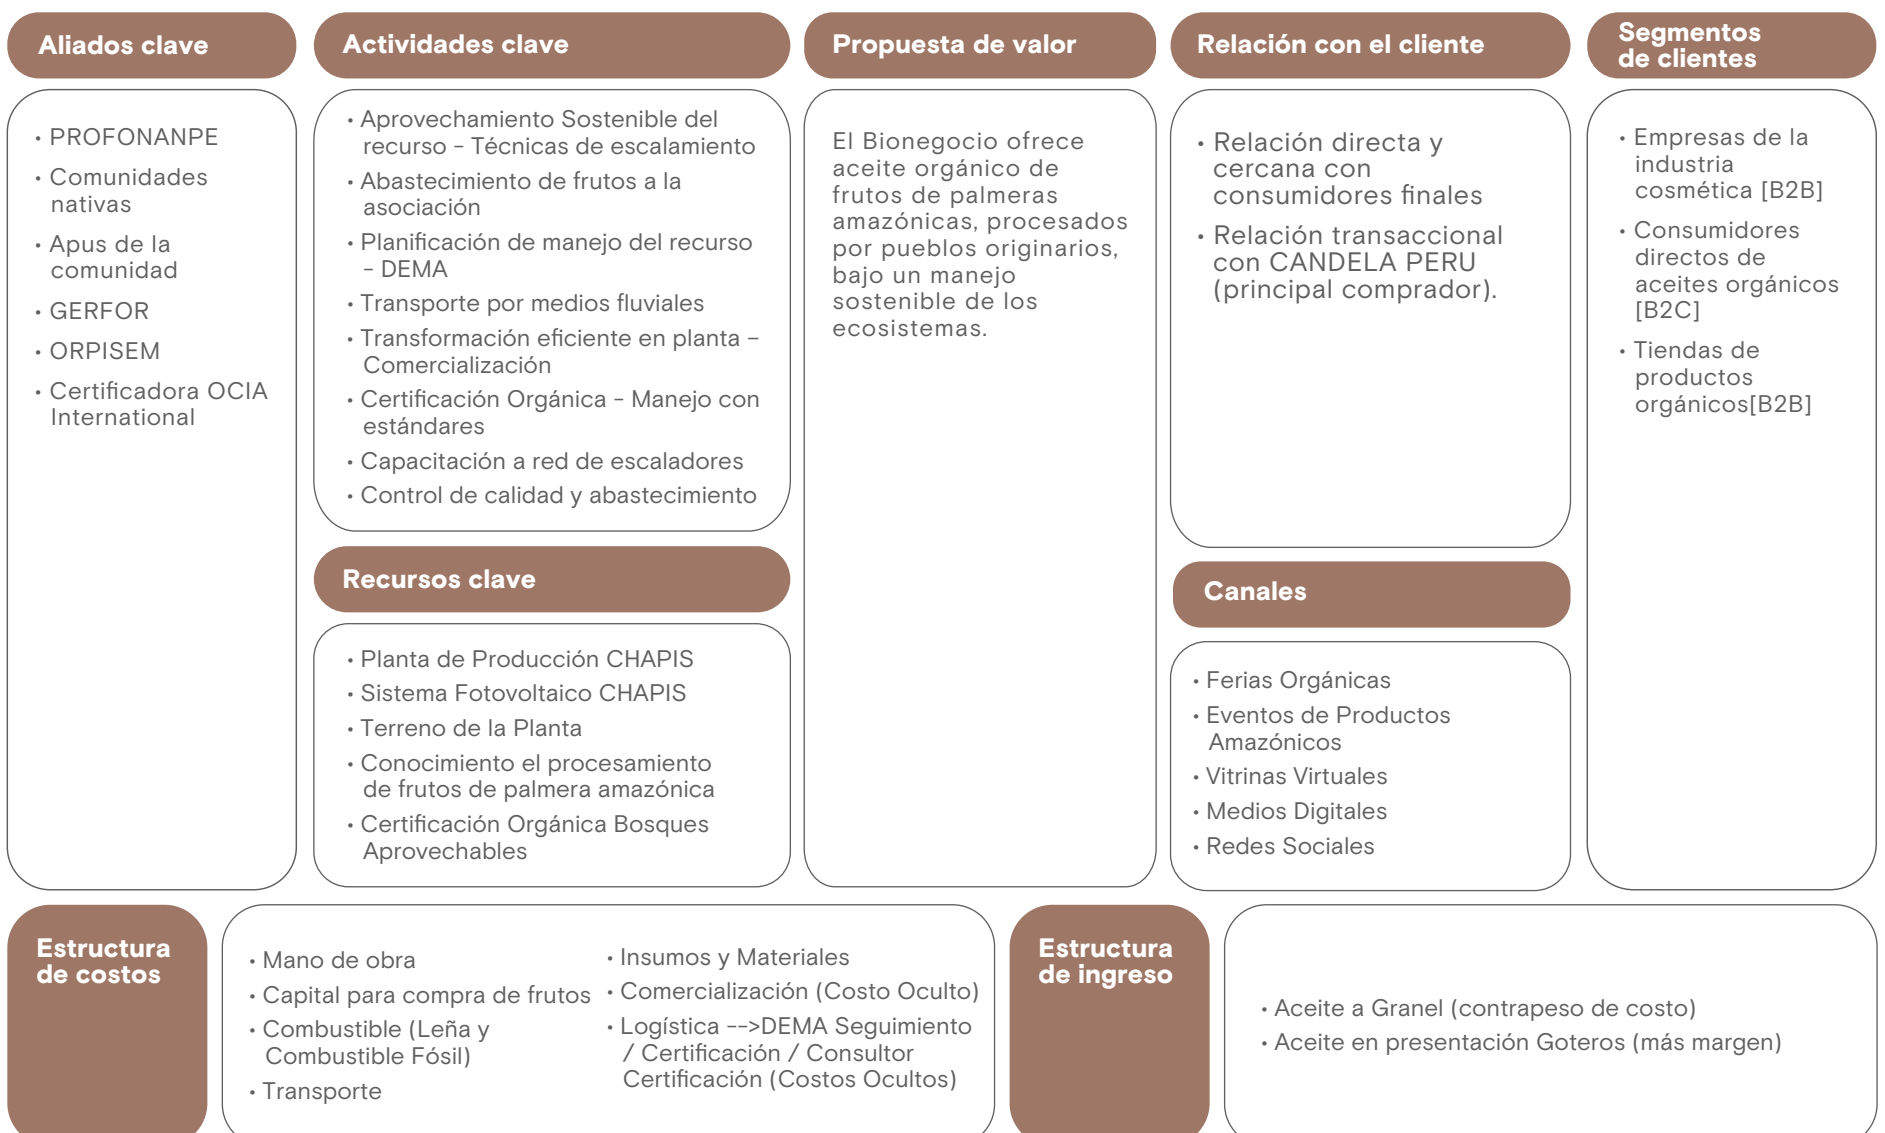 Aliados clave
• PROFONANPE
• Comunidades
nativas
• Apus de la
comunidad
• GERFOR
• ORPISEM
• Certificadora OCIA
International
Actividades clave
• Aprovechamiento Sostenible del
recurso - Técnicas de escalamiento
• Abastecimiento de frutos a la
asociación
• Planificación de manejo del recurso
- DEMA
• Transporte por medios fluviales
• Transformación eficiente en planta –
Comercialización
• Certificación Orgánica - Manejo con
estándares
• Capacitación a red de escaladores
• Control de calidad y abastecimiento
Recursos clave
• Planta de Producción CHAPIS
• Sistema Fotovoltaico CHAPIS
• Terreno de la Planta
• Conocimiento el procesamiento
de frutos de palmera amazónica
• Certificación Orgánica Bosques
Aprovechables
Propuesta de valor
El Bionegocio ofrece
aceite orgánico de
frutos de palmeras
amazónicas, procesados
por pueblos originarios,
bajo un manejo
sostenible de los
ecosistemas.
Relación con el cliente
• Relación directa y
cercana con
consumidores finales
• Relación transaccional
con CANDELA PERU
(principal comprador).
Canales
• Ferias Orgánicas
• Eventos de Productos
Amazónicos
• Vitrinas Virtuales
• Medios Digitales
• Redes Sociales
Segmentos
de clientes
• Empresas de la
industria
cosmética [B2B]
• Consumidores
directos de
aceites orgánicos
[B2C]
• Tiendas de
productos
orgánicos[B2B]
Estructura
de costos
• Mano de obra
• Capital para compra de frutos
• Combustible (Leña y
Combustible Fósil)
• Transporte
• Insumos y Materiales
• Comercialización (Costo Oculto)
• Logística -->DEMA Seguimiento
/ Certificación / Consultor
Certificación (Costos Ocultos)
Estructura
de ingreso
• Aceite a Granel (contrapeso de costo)
• Aceite en presentación Goteros (más margen)